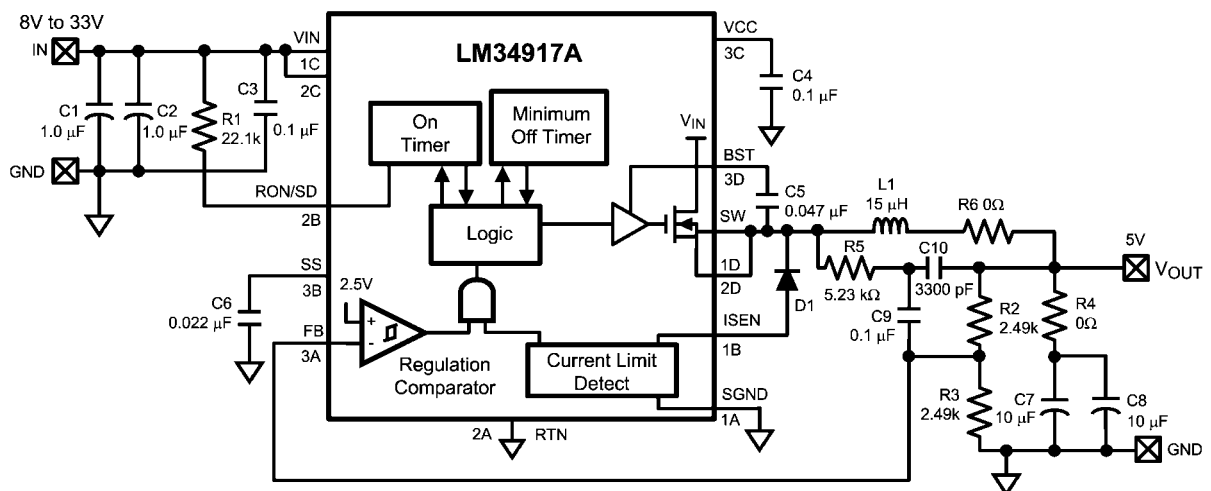 8V to 33V
IN
VIN
1C
2C
LM34917A
VCC
3C
C4
0.1 µF
C1
1.0 µF
C2
1.0 µF
R1
22.1k
C3
0.1 µF
On
Timer
Minimum
Off Timer
VIN
BST
3D
C5
0.047 µF
L1
15 µH
R6 0Ω
GND
RON/SD
2B
Logic
SW
1D
2D
D1
R5
5.23 kΩ
C10
3300 pF
5V
VOUT
SS
3B
C6
0.022 µF
2.5V
+
-
FB
3A
Regulation
Comparator
Current Limit
Detect
ISEN
1B
SGND
1A
C9
0.1 µF
R2
2.49k
R4
0Ω
R3
2.49k
C7
10 µF
C8
10 µF
GND
2A
RTN